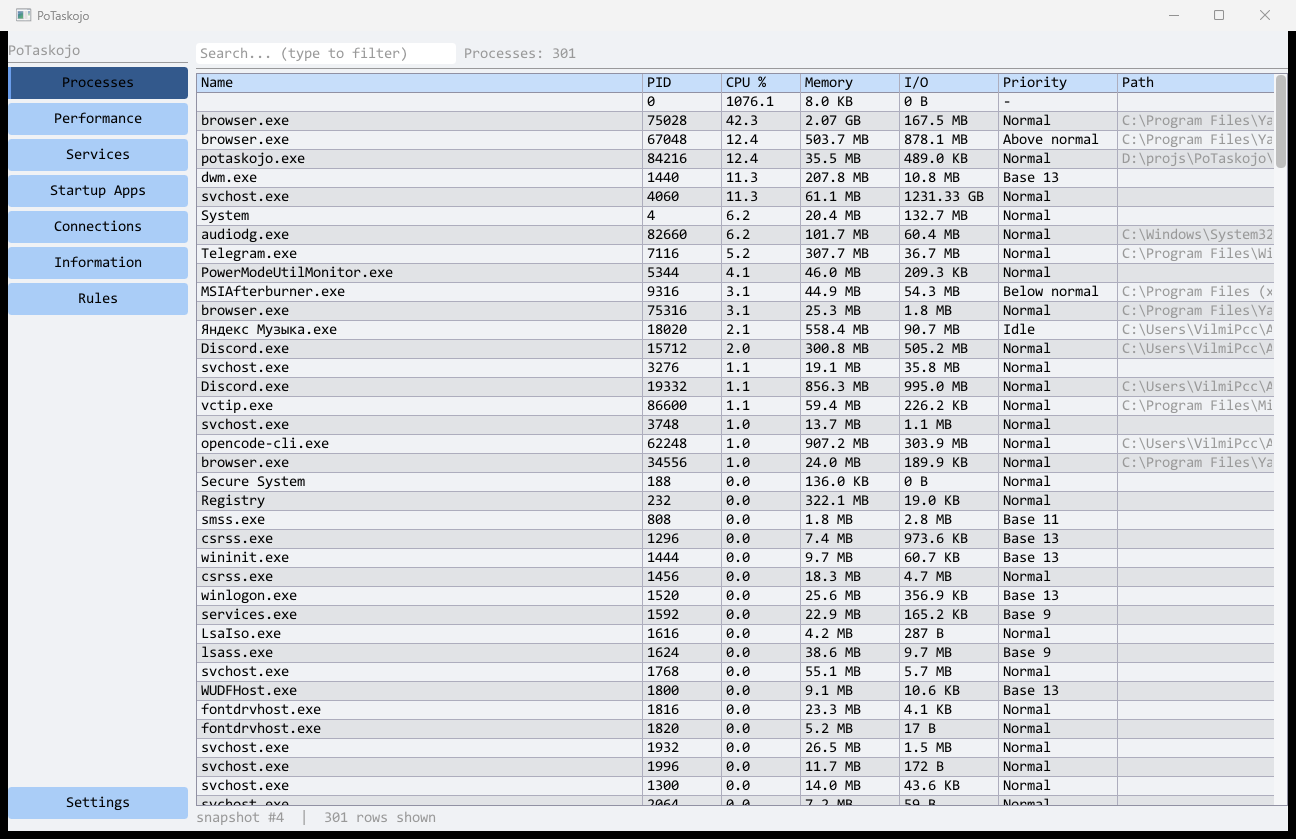 PoTaskojo
PoTaskojo
Search... (type to filter) Processes: 301
Processes
Performance
Services
Startup Apps
Connections
Information
Rules
Settings
Name PID CPU % Memory I/O Priority Path
0 1076.1 8.0 KB 0 B -
browser.exe 75028 42.3 2.07 GB 167.5 MB Normal C:\Program Files\Ya
browser.exe 67048 12.4 503.7 MB 878.1 MB Above normal C:\Program Files\Ya
potaskojo.exe 84216 12.4 35.5 MB 489.0 KB Normal D:\projs\PoTaskojo\
dwm.exe 1440 11.3 207.8 MB 10.8 MB Base 13
svchost.exe 4060 11.3 61.1 MB 1231.33 GB Normal
System 4 6.2 20.4 MB 132.7 MB Normal
audiodg.exe 82660 6.2 101.7 MB 60.4 MB Normal C:\Windows\System32
Telegram.exe 7116 5.2 307.7 MB 36.7 MB Normal C:\Program Files\Wi
PowerModeUtilMonitor.exe 5344 4.1 46.0 MB 209.3 KB Normal
MSIAfterburner.exe 9316 3.1 44.9 MB 54.3 MB Below normal C:\Program Files (x
browser.exe 75316 3.1 25.3 MB 1.8 MB Normal C:\Program Files\Ya
Яндекс Музыка.exe 18020 2.1 558.4 MB 90.7 MB Idle C:\Users\VilmiPcc\A
Discord.exe 15712 2.0 300.8 MB 505.2 MB Normal C:\Users\VilmiPcc\A
svchost.exe 3276 1.1 19.1 MB 35.8 MB Normal
Discord.exe 19332 1.1 856.3 MB 995.0 MB Normal C:\Users\VilmiPcc\A
vctip.exe 86600 1.1 59.4 MB 226.2 KB Normal C:\Program Files\Mi
svchost.exe 3748 1.0 13.7 MB 1.1 MB Normal
opencode-cli.exe 62248 1.0 907.2 MB 303.9 MB Normal C:\Users\VilmiPcc\A
browser.exe 34556 1.0 24.0 MB 189.9 KB Normal C:\Program Files\Ya
Secure System 188 0.0 136.0 KB 0 B Normal
Registry 232 0.0 322.1 MB 19.0 KB Normal
smss.exe 808 0.0 1.8 MB 2.8 MB Base 11
csrss.exe 1296 0.0 7.4 MB 973.6 KB Base 13
wininit.exe 1444 0.0 9.7 MB 60.7 KB Base 13
csrss.exe 1456 0.0 18.3 MB 4.7 MB Normal
winlogon.exe 1520 0.0 25.6 MB 356.9 KB Base 13
services.exe 1592 0.0 22.9 MB 165.2 KB Base 9
LsaIso.exe 1616 0.0 4.2 MB 287 B Normal
lsass.exe 1624 0.0 38.6 MB 9.7 MB Base 9
svchost.exe 1768 0.0 55.1 MB 5.7 MB Normal
WUDFHost.exe 1800 0.0 9.1 MB 10.6 KB Base 13
fontdrvhost.exe 1816 0.0 23.3 MB 4.1 KB Normal
fontdrvhost.exe 1820 0.0 5.2 MB 17 B Normal
svchost.exe 1932 0.0 26.5 MB 1.5 MB Normal
svchost.exe 1996 0.0 11.7 MB 172 B Normal
svchost.exe 1300 0.0 14.0 MB 43.6 KB Normal
svchost.exe 2064 0.0 7.2 MB 59 B Normal
snapshot #4 | 301 rows shown